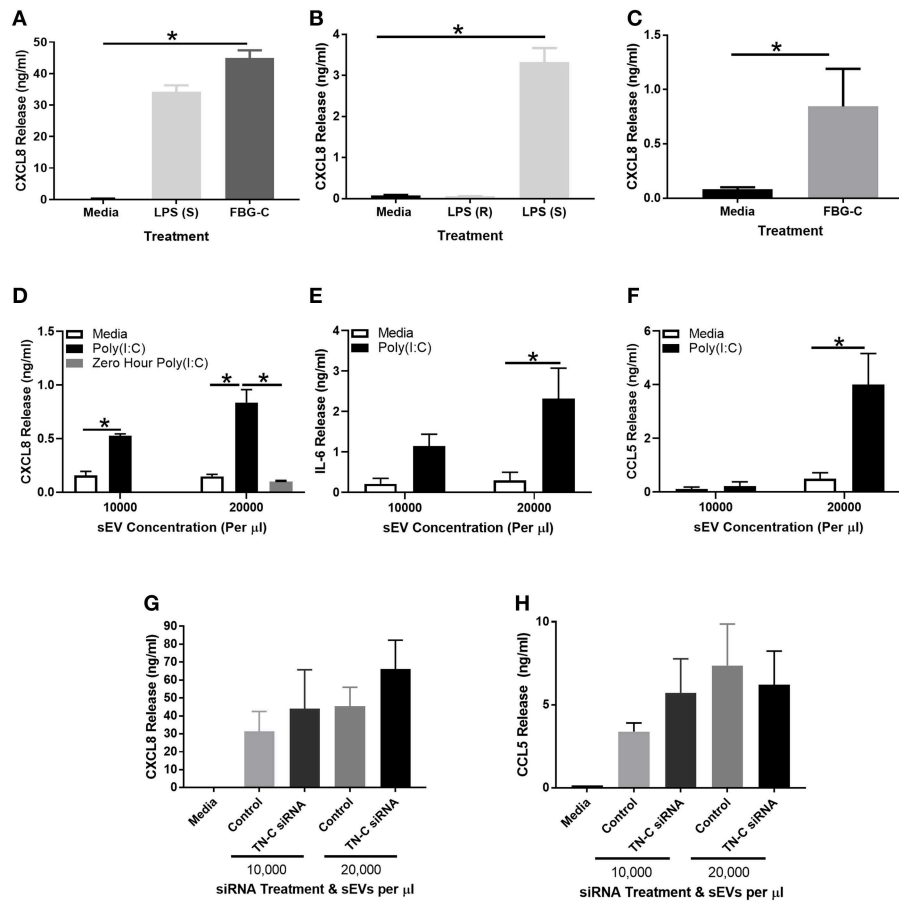 A
CXCL8 Release (ng/ml)
50
40
30
20
10
0
*
Media
LPS (S)
FBG-C
Treatment
B
CXCL8 Release (ng/ml)
4
3
2
1
0
*
Media
LPS (R)
LPS (S)
Treatment
C
CXCL8 Release (ng/ml)
1.5
1.0
0.5
0.0
*
Media
FBG-C
Treatment
D
CXCL8 Release (ng/ml)
1.5
1.0
0.5
0.0
Media
Poly(I:C)
Zero Hour Poly(I:C)
*
* *
10000
20000
sEV Concentration (Per µl)
E
IL-6 Release (ng/ml)
4
3
2
1
0
Media
Poly(I:C)
*
10000
20000
sEV Concentration (Per µl)
F
CCL5 Release (ng/ml)
6
4
2
0
Media
Poly(I:C)
*
10000
20000
sEV Concentration (Per µl)
G
CXCL8 Release (ng/ml)
90
80
70
60
50
40
30
20
10
0
Media
Control
TN-C siRNA
Control
TN-C siRNA
10,000
20,000
siRNA Treatment & sEVs per µl
H
CCL5 Release (ng/ml)
10
5
0
Media
Control
TN-C siRNA
Control
TN-C siRNA
10,000
20,000
siRNA Treatment & sEVs per µl